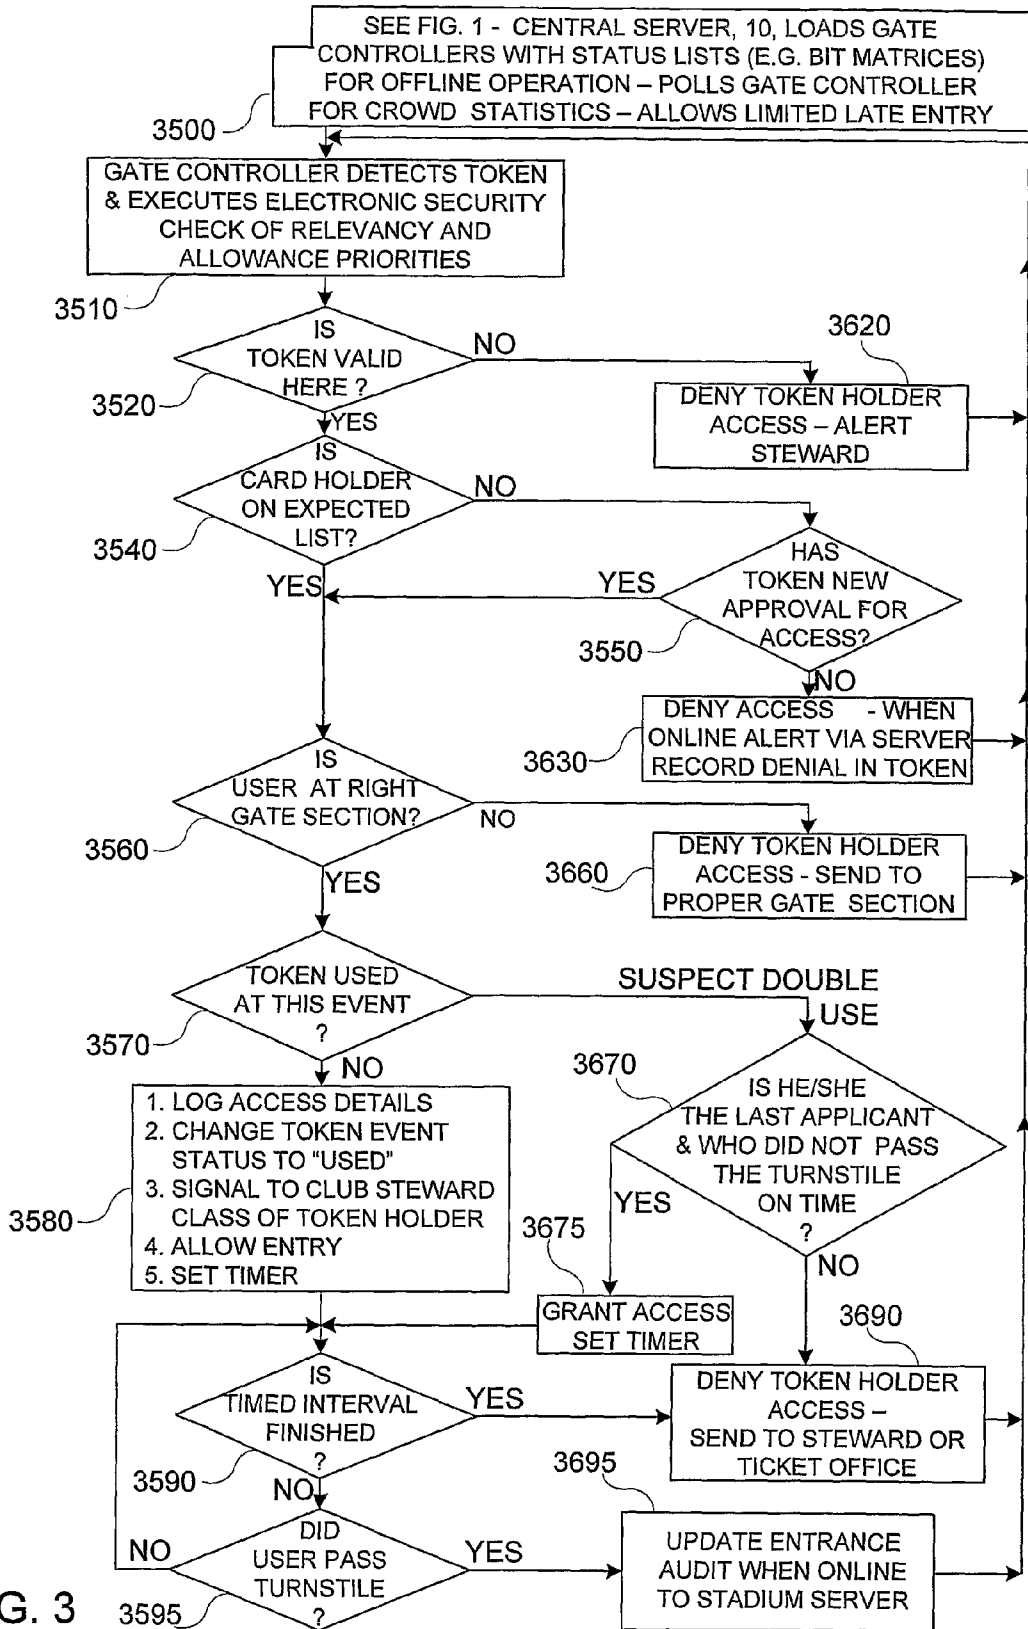 SEE FIG. 1 - CENTRAL SERVER, 10, LOADS GATE
CONTROLLERS WITH STATUS LISTS (E.G. BIT MATRICES)
FOR OFFLINE OPERATION – POLLS GATE CONTROLLER
FOR CROWD STATISTICS – ALLOWS LIMITED LATE ENTRY
3500
GATE CONTROLLER DETECTS TOKEN
& EXECUTES ELECTRONIC SECURITY
CHECK OF RELEVANCY AND
ALLOWANCE PRIORITIES
3510
IS
TOKEN VALID
HERE ?
3520
NO
YES
3620
DENY TOKEN HOLDER
ACCESS – ALERT
STEWARD
IS
CARD HOLDER
ON EXPECTED
LIST?
3540
NO
YES
HAS
TOKEN NEW
APPROVAL FOR
ACCESS?
3550
YES
NO
DENY ACCESS - WHEN
ONLINE ALERT VIA SERVER
RECORD DENIAL IN TOKEN
3630
IS
USER AT RIGHT
GATE SECTION?
3560
NO
YES
DENY TOKEN HOLDER
ACCESS - SEND TO
PROPER GATE SECTION
3660
TOKEN USED
AT THIS EVENT
?
3570
SUSPECT DOUBLE
USE
NO
3670
IS HE/SHE
THE LAST APPLICANT
& WHO DID NOT PASS
THE TURNSTILE
ON TIME
?
YES
NO
1. LOG ACCESS DETAILS
2. CHANGE TOKEN EVENT
STATUS TO "USED"
3. SIGNAL TO CLUB STEWARD
CLASS OF TOKEN HOLDER
4. ALLOW ENTRY
5. SET TIMER
3580
3675
GRANT ACCESS
SET TIMER
3690
DENY TOKEN HOLDER
ACCESS –
SEND TO STEWARD OR
TICKET OFFICE
IS
TIMED INTERVAL
FINISHED
?
3590
YES
NO
DID
USER PASS
TURNSTILE
?
3595
NO
YES
3695
UPDATE ENTRANCE
AUDIT WHEN ONLINE
TO STADIUM SERVER
G. 3